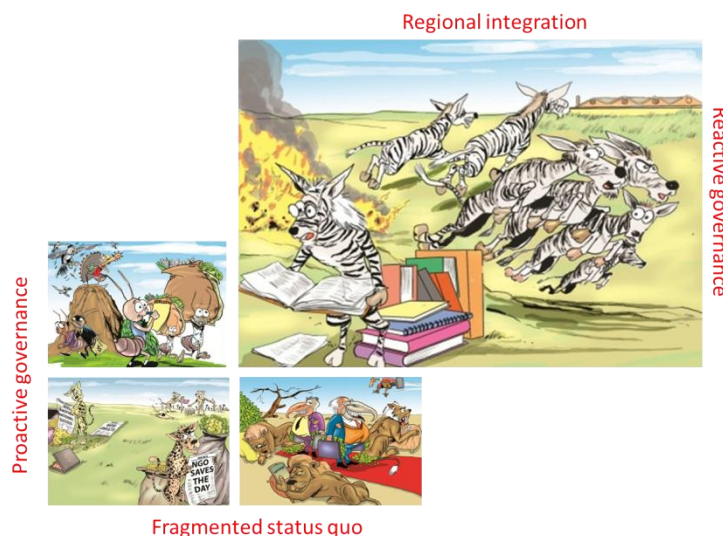 Regional integration
Reactive governance
Proactive governance
NGO
SAVES
THE
DAY
Fragmented status quo